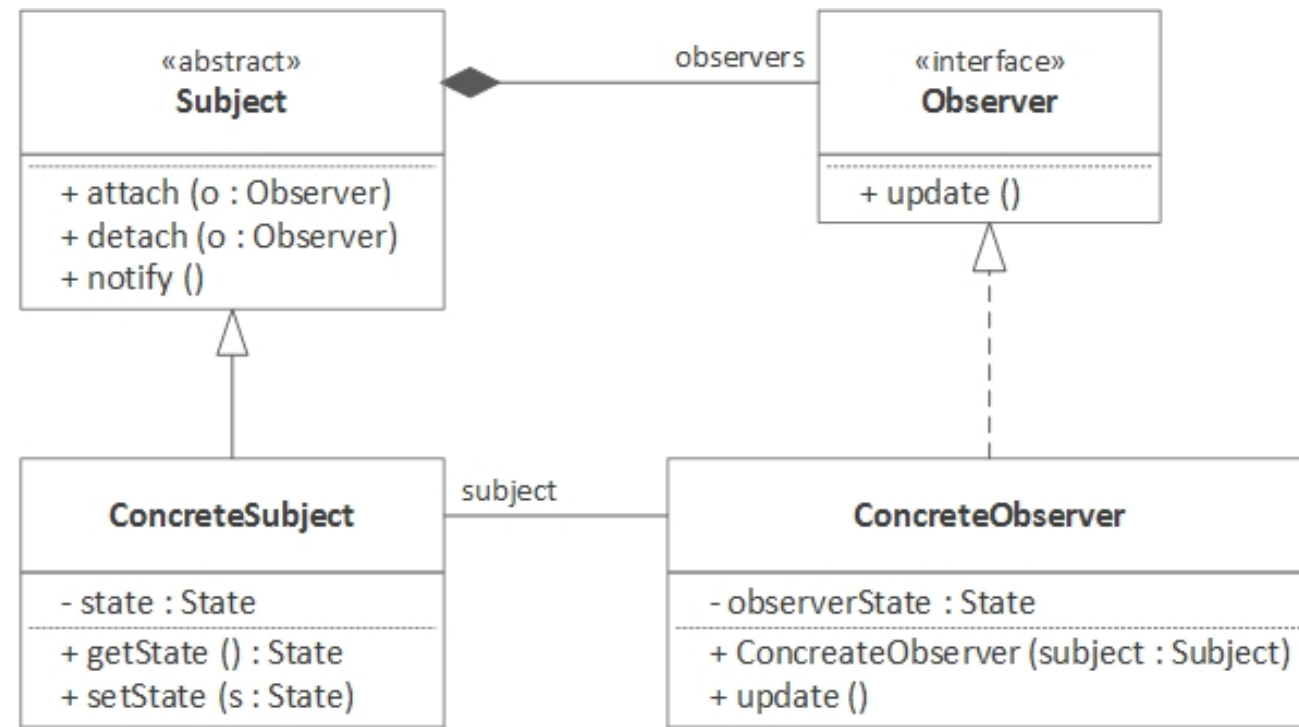 «abstract»
Subject
+ attach (o : Observer)
+ detach (o : Observer)
+ notify ()
observers
«interface»
Observer
+ update ()
ConcreteSubject
- state : State
+ getState () : State
+ setState (s : State)
subject
ConcreteObserver
- observerState : State
+ ConcreateObserver (subject : Subject)
+ update ()